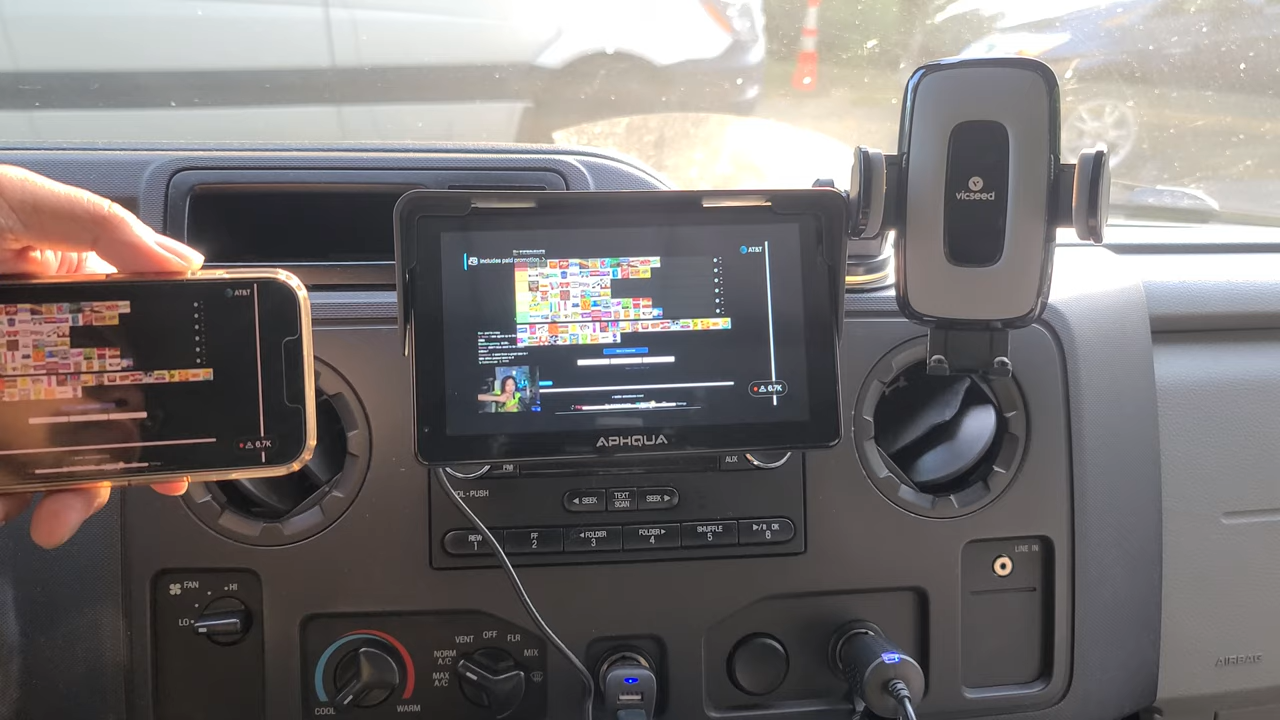 vicseed
AT&T
Includes paid promotion
6.7K
AT&T
6.7K
APHQUA
FM
AUX
VOL-PUSH
SEEK
TEXT
SCAN
SEEK
REW
1
FF
2
FOLDER
3
FOLDER
4
SHUFFLE
5
OK
6
LINE IN
FAN
HI
LO
VENT
OFF
FLR
NORM
A/C
MIX
MAX
A/C
COOL
WARM
AIRBAG